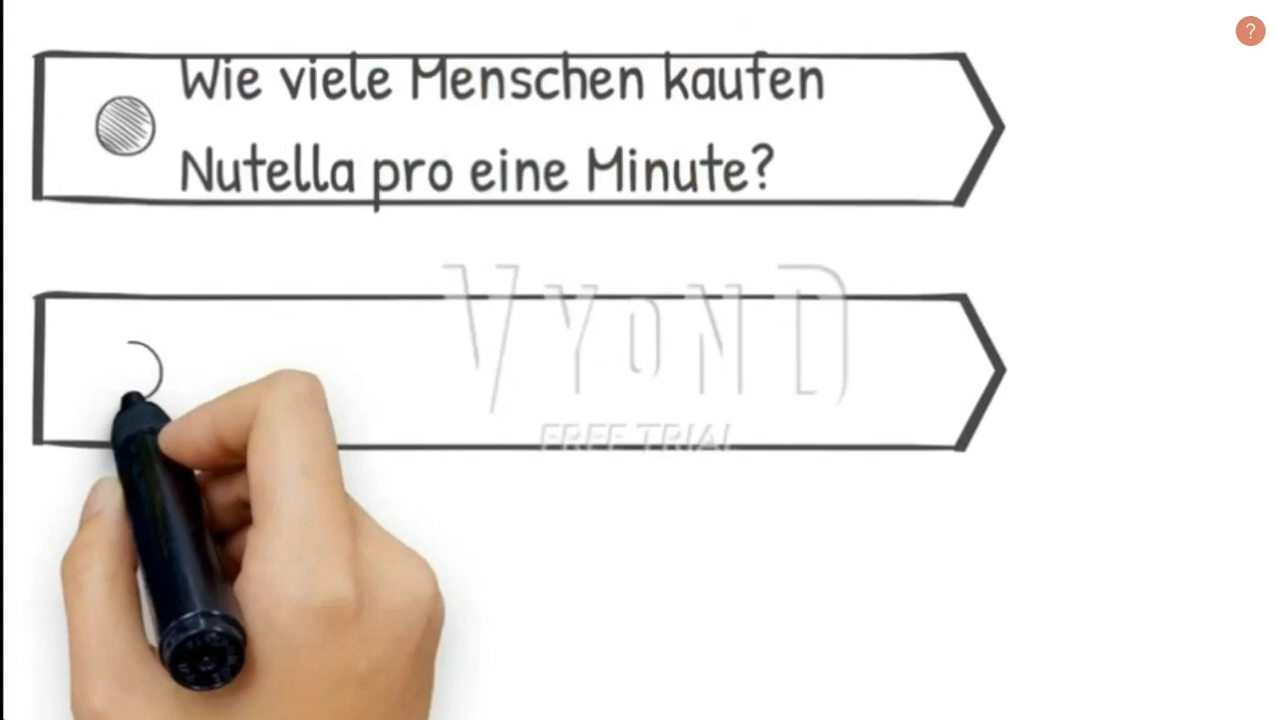 ?
Wie viele Menschen kaufen
Nutella pro eine Minute?
VYOND
FREE TRIAL